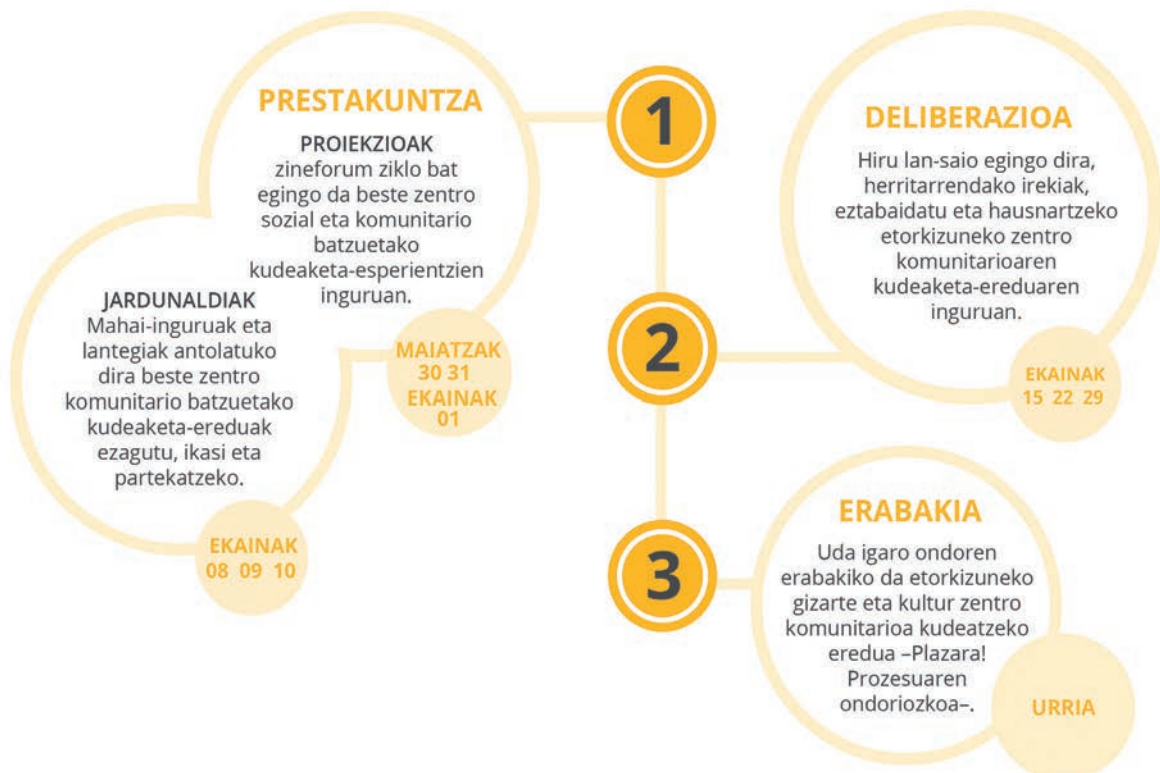 1
PRESTAKUNTZA
PROIEKZIOAK
zineforum ziklo bat
egingo da beste zentro
sozial eta komunitario
batzuetako
kudeaketa-esperientzien
inguruan.
MAIATZAK
30 31
EKAINAK
01
JARDUNALDIAK
Mahai-inguruak eta
lantegiak antolatuko
dira beste zentro
komunitario batzuetako
kudeaketa-ereduak
ezagutu, ikasi eta
partekatzeko.
EKAINAK
08 09 10
2
DELIBERAZIOA
Hiru lan-saio egingo dira,
herritarrendako irekiak,
eztabaidatu eta hausnartzeko
etorkizuneko zentro
komunitarioaren
kudeaketa-ereduaren
inguruan.
EKAINAK
15 22 29
3
ERABAKIA
Uda igaro ondoren
erabakiko da etorkizuneko
gizarte eta kultur zentro
komunitarioa kudeatzeko
eredua –Plazara!
Prozesuaren
ondoriozkoa–.
URRIA